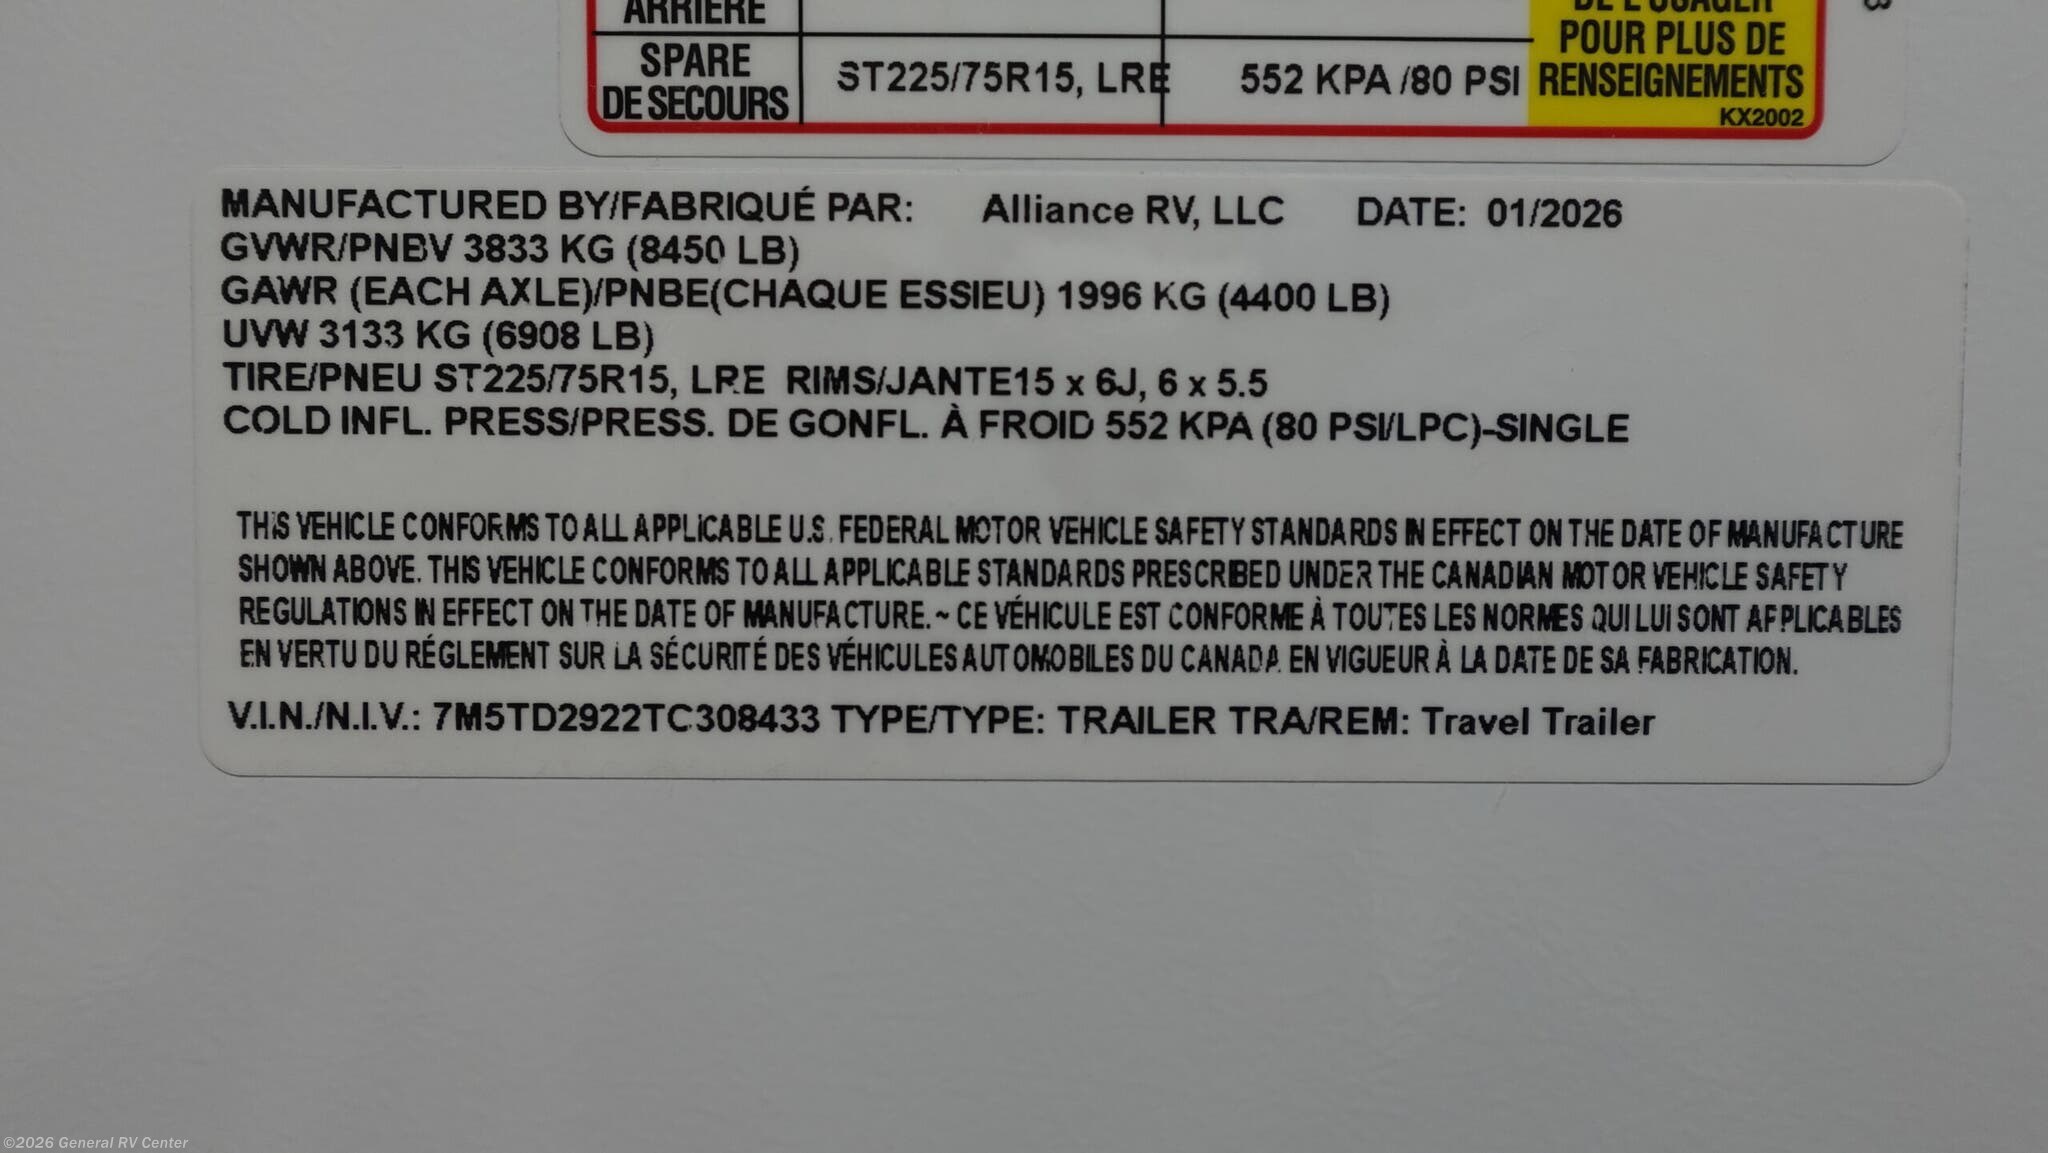 ARRIÈRE
DE L'USAGER
POUR PLUS DE
SPARE
DE SECOURS
ST225/75R15, LRE
552 KPA /80 PSI
RENSEIGNEMENTS
KX2002
MANUFACTURED BY/FABRIQUÉ PAR: Alliance RV, LLC DATE: 01/2026
GVWR/PNBV 3833 KG (8450 LB)
GAWR (EACH AXLE)/PNBE(CHAQUE ESSIEU) 1996 KG (4400 LB)
UVW 3133 KG (6908 LB)
TIRE/PNEU ST225/75R15, LRE RIMS/JANTE15 x 6J, 6 x 5.5
COLD INFL. PRESS/PRESS. DE GONFL. À FROID 552 KPA (80 PSI/LPC)-SINGLE
THIS VEHICLE CONFORMS TO ALL APPLICABLE U.S. FEDERAL MOTOR VEHICLE SAFETY STANDARDS IN EFFECT ON THE DATE OF MANUFACTURE
SHOWN ABOVE. THIS VEHICLE CONFORMS TO ALL APPLICABLE STANDARDS PRESCRIBED UNDER THE CANADIAN MOTOR VEHICLE SAFETY
REGULATIONS IN EFFECT ON THE DATE OF MANUFACTURE. ~ CE VÉHICULE EST CONFORME À TOUTES LES NORMES QUI LUI SONT APPLICABLES
EN VERTU DU RÉGLEMENT SUR LA SÉCURITÉ DES VÉHICULES AUTOMOBILES DU CANADA EN VIGUEUR À LA DATE DE SA FABRICATION.
V.I.N./N.I.V.: 7M5TD2922TC308433 TYPE/TYPE: TRAILER TRA/REM: Travel Trailer
©2026 General RV Center